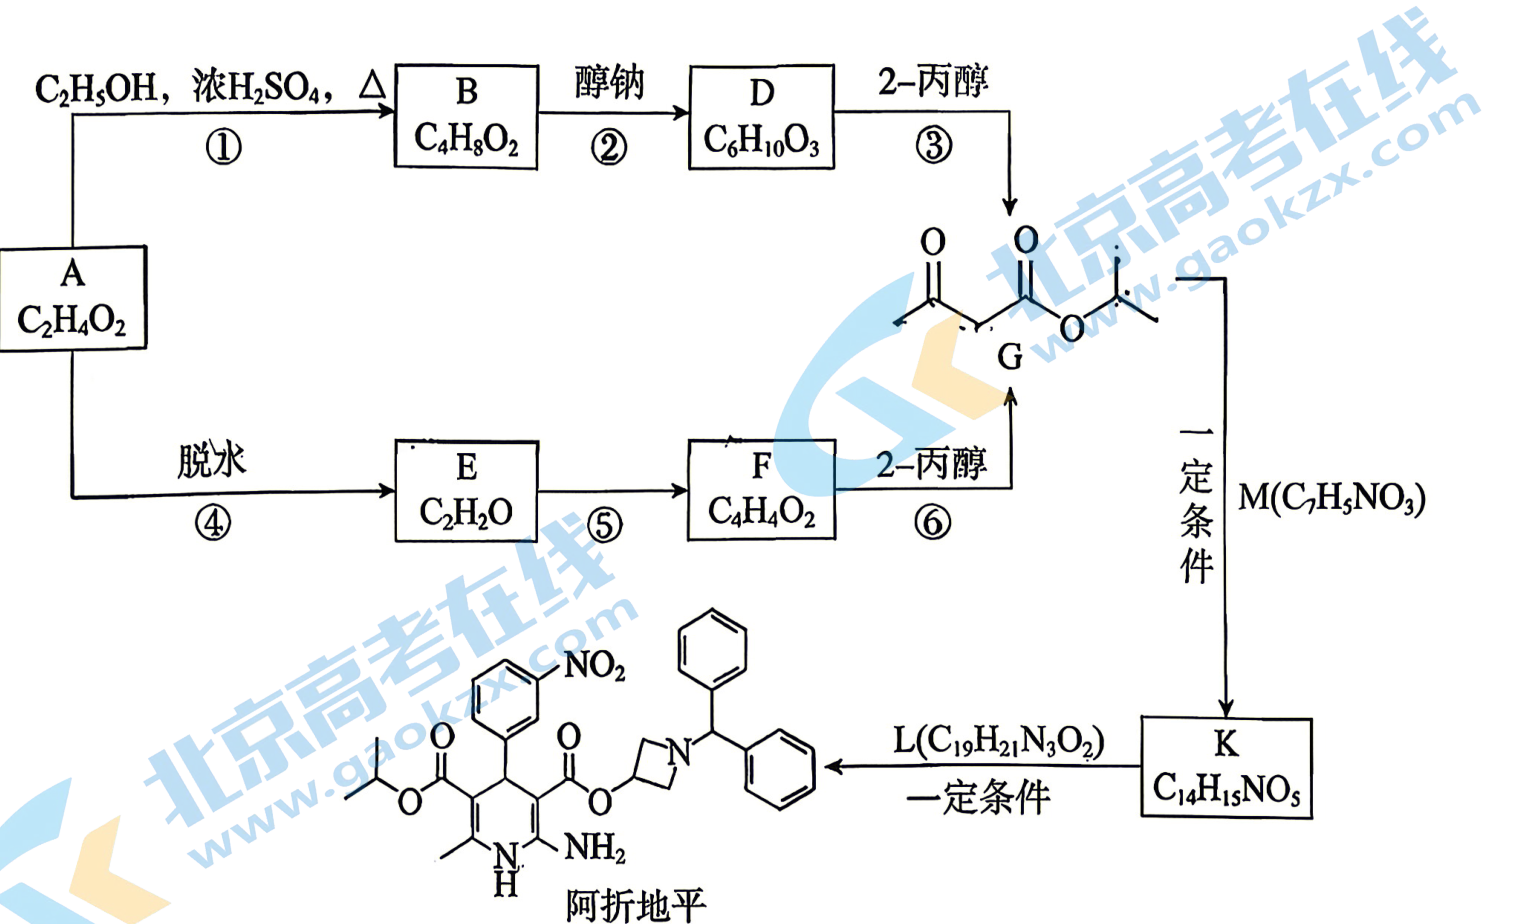 C₂H₅OH，浓H₂SO₄，△
①
B
C₄H₈O₂
醇钠
②
D
C₆H₁₀O₃
2-丙醇
③
A
C₂H₄O₂
O
O
O
G
脱水
④
E
C₂H₂O
⑤
F
C₄H₄O₂
2-丙醇
⑥
一定条件
M(C₇H₅NO₃)
K
C₁₄H₁₅NO₅
L(C₁₉H₂₁N₃O₂)
一定条件
NO₂
O
O
O
O
N
N
H
NH₂
阿折地平
北京高考在线
www.gaokzx.com
北京高考在线
www.gaokzx.com